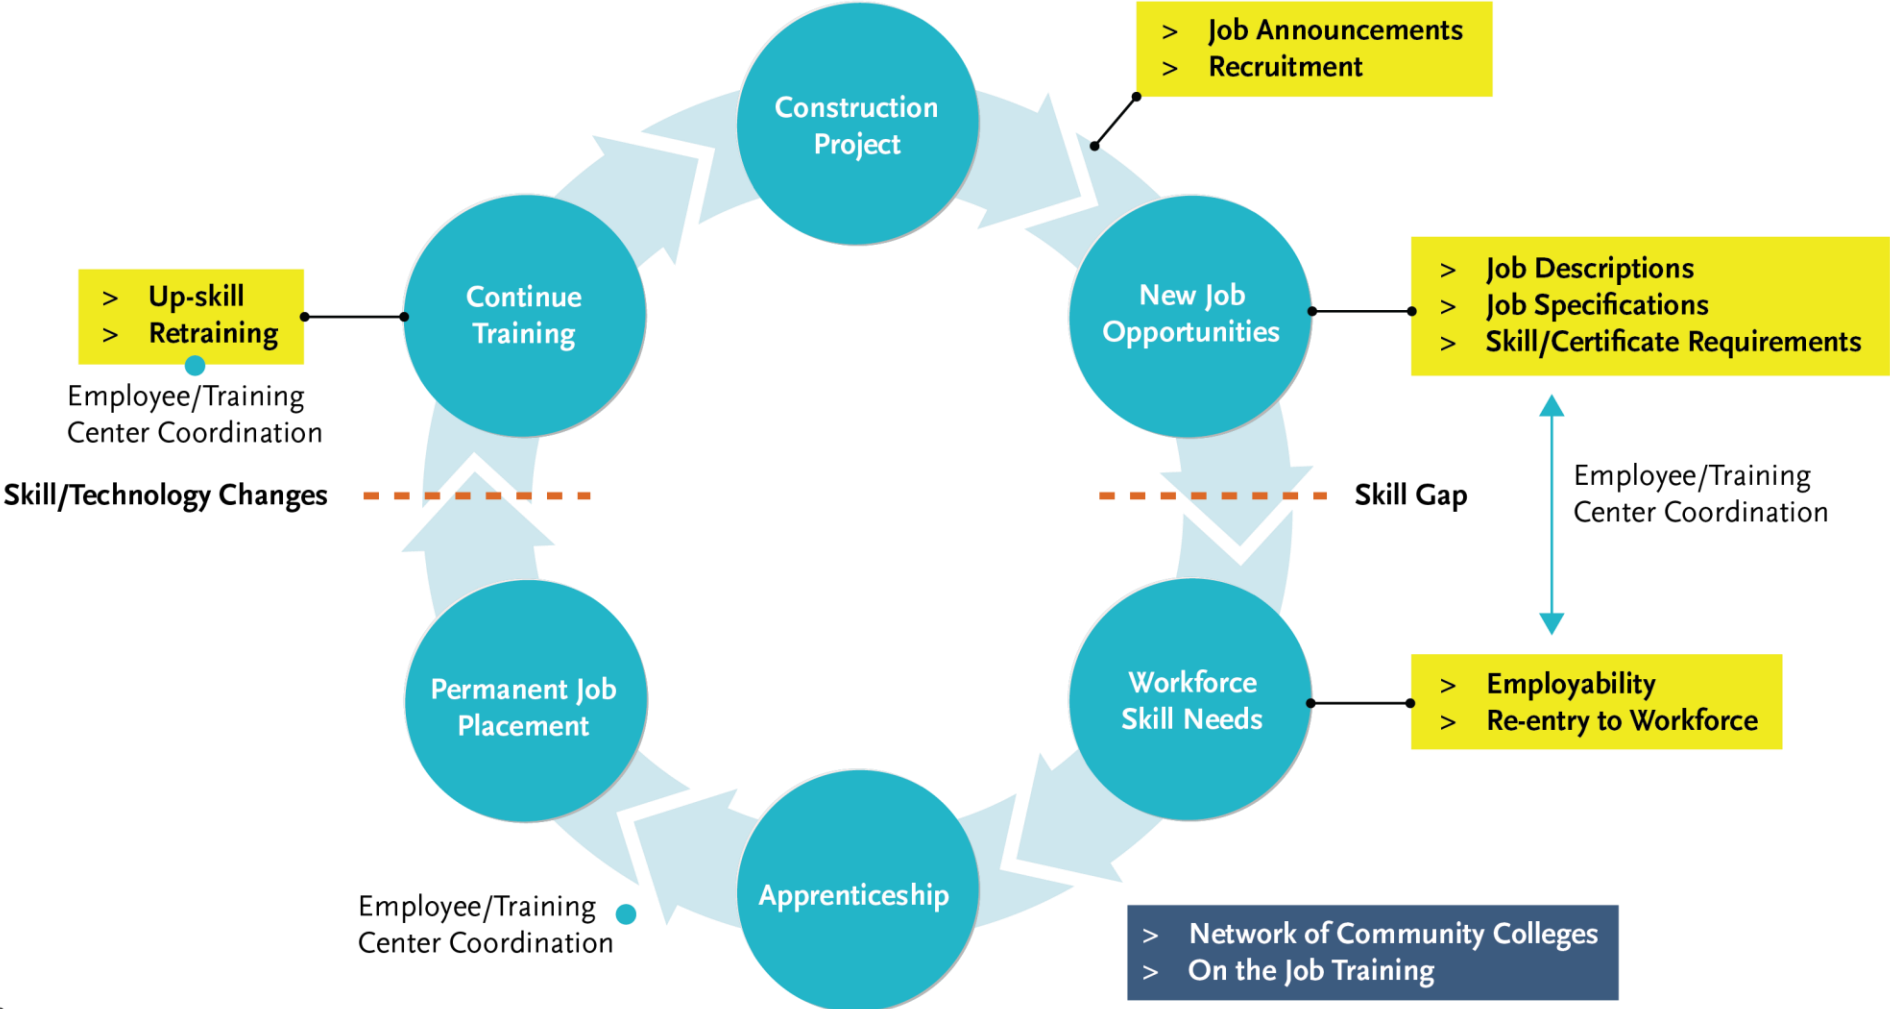 Construction
Project
> Job Announcements
> Recruitment
New Job
Opportunities
> Job Descriptions
> Job Specifications
> Skill/Certificate Requirements
Employee/Training
Center Coordination
Skill Gap
Workforce
Skill Needs
> Employability
> Re-entry to Workforce
> Network of Community Colleges
> On the Job Training
Apprenticeship
Employee/Training
Center Coordination
Permanent Job
Placement
Skill/Technology Changes
Continue
Training
> Up-skill
> Retraining
Employee/Training
Center Coordination